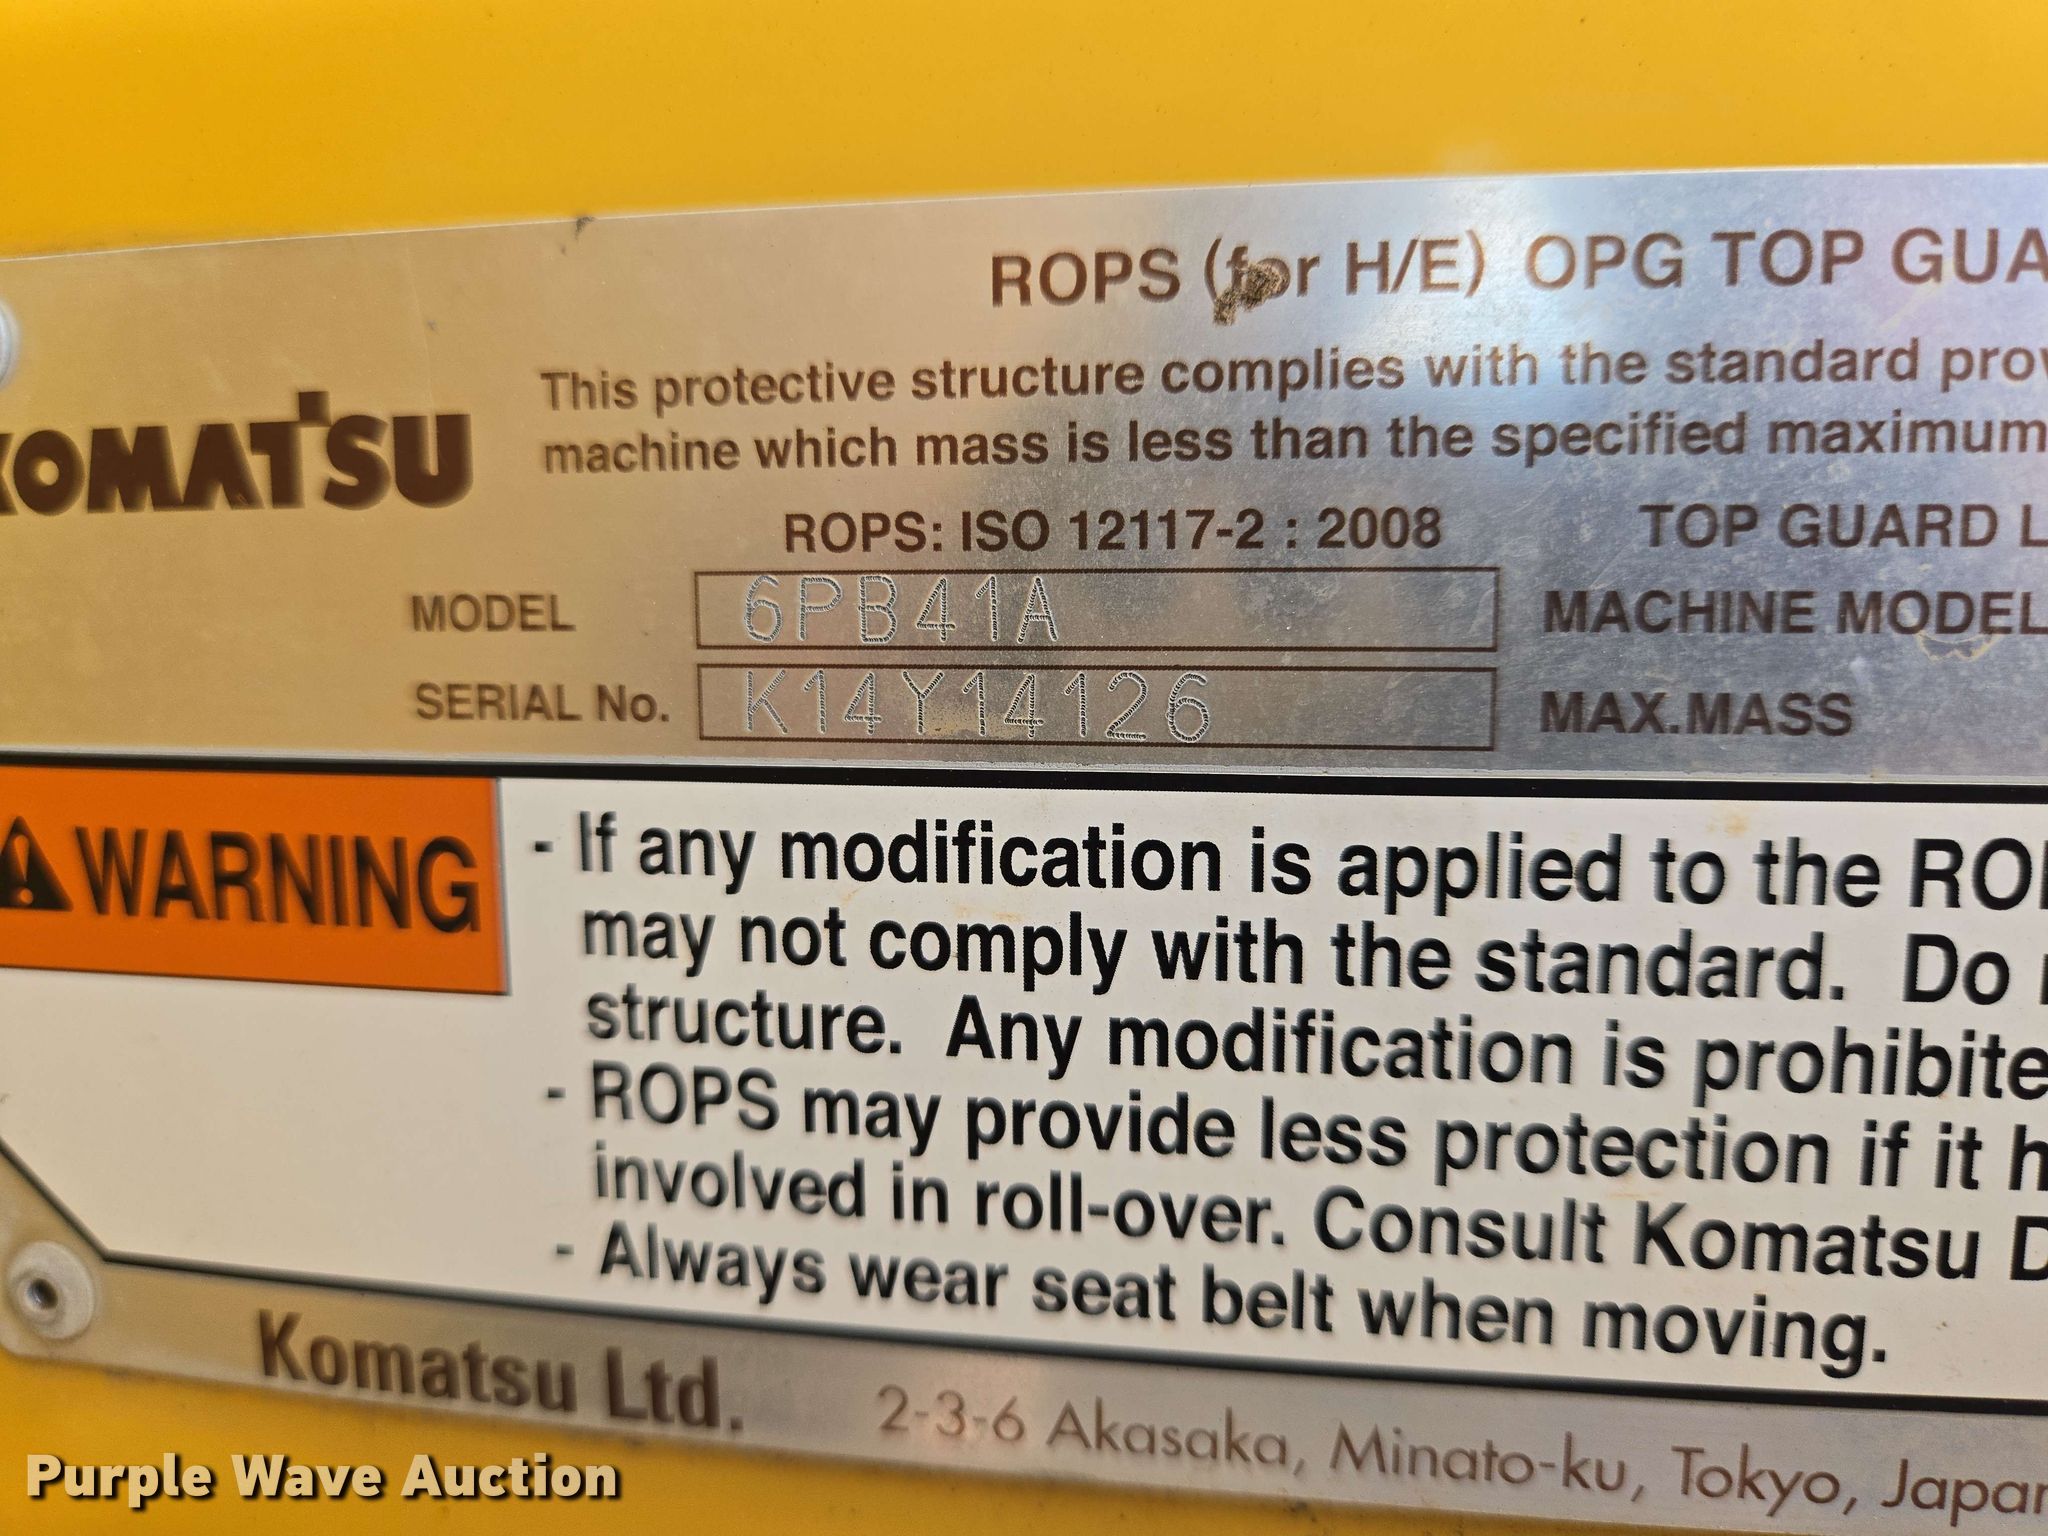 ROPS (for H/E) OPG TOP GUA
This protective structure complies with the standard prov
machine which mass is less than the specified maximum
KOMATSU
ROPS: ISO 12117-2 : 2008 TOP GUARD L
MODEL 6PB41A MACHINE MODEL
SERIAL No. K14Y14126 MAX.MASS
WARNING
- If any modification is applied to the RO
may not comply with the standard. Do
structure. Any modification is prohibite
- ROPS may provide less protection if it h
involved in roll-over. Consult Komatsu D
- Always wear seat belt when moving.
Komatsu Ltd. 2-3-6 Akasaka, Minato-ku, Tokyo, Japan
Purple Wave Auction